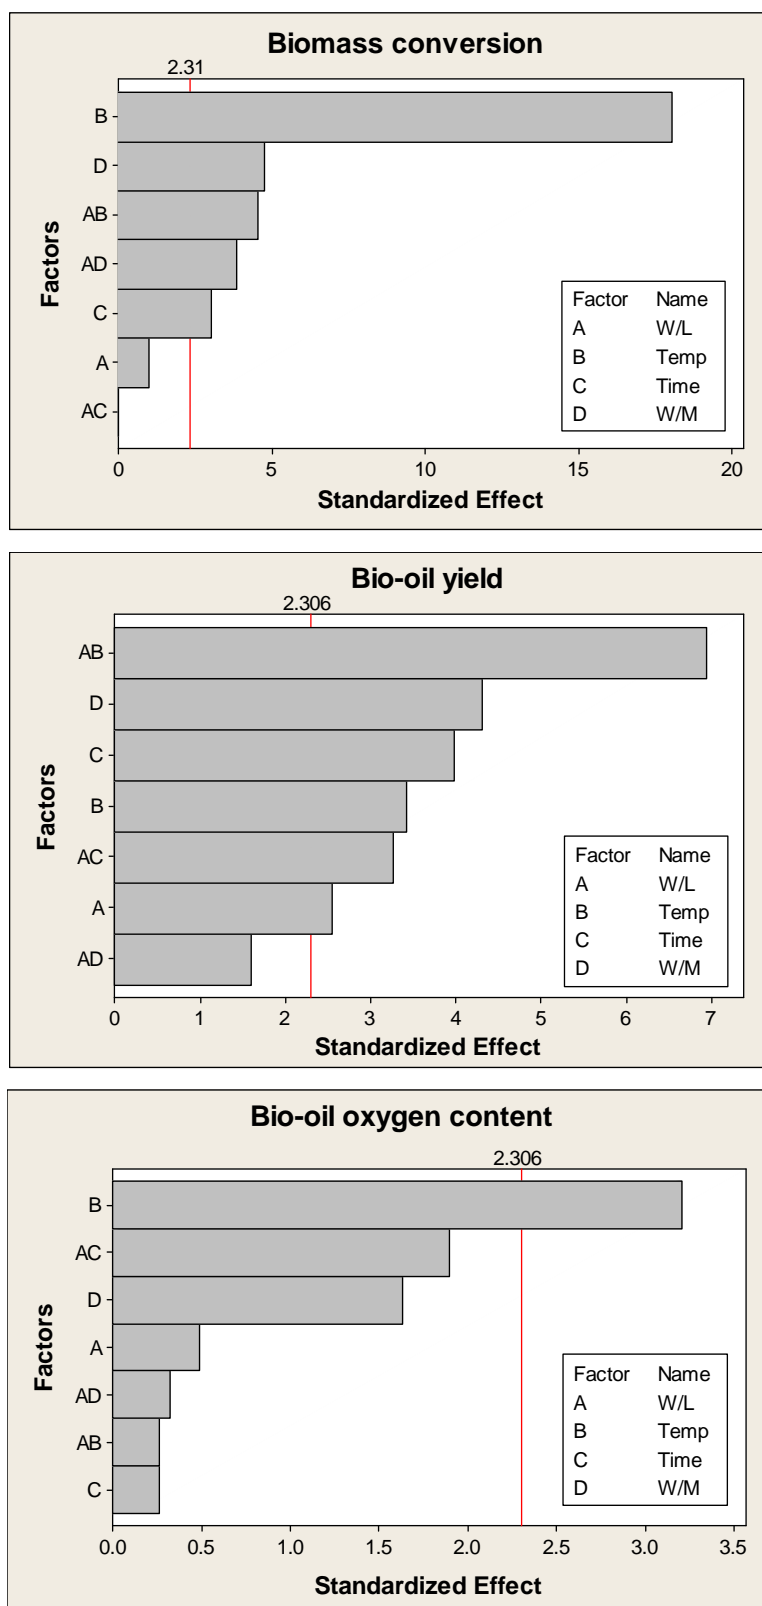 Biomass conversion
2.31
Factors
B
D
AB
AD
C
A
AC
Factor Name
A W/L
B Temp
C Time
D W/M
0 5 10 15 20
Standardized Effect
Bio-oil yield
2.306
Factors
AB
D
C
B
AC
A
AD
Factor Name
A W/L
B Temp
C Time
D W/M
0 1 2 3 4 5 6 7
Standardized Effect
Bio-oil oxygen content
2.306
Factors
B
AC
D
A
AD
AB
C
Factor Name
A W/L
B Temp
C Time
D W/M
0.0 0.5 1.0 1.5 2.0 2.5 3.0 3.5
Standardized Effect